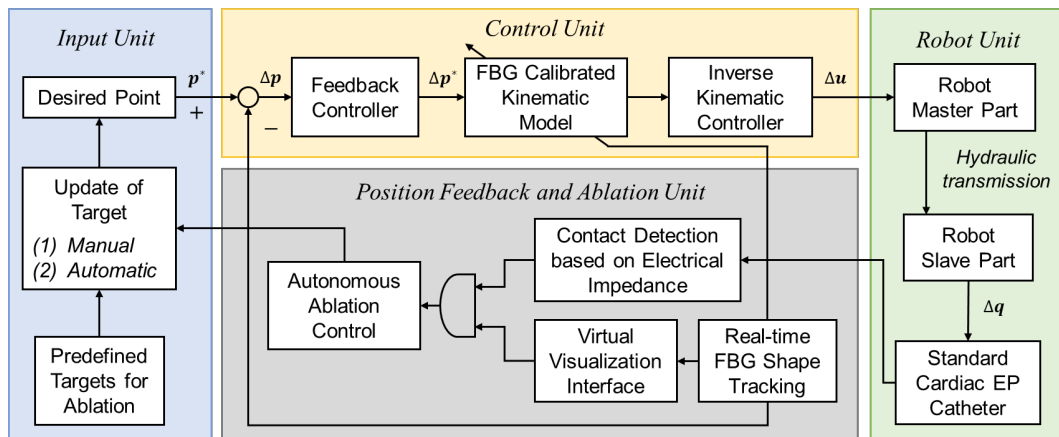 Input Unit
Desired Point
p*
+
Update of
Target
(1) Manual
(2) Automatic
Predefined
Targets for
Ablation
Control Unit
−
Δp
Feedback
Controller
Δp*
FBG Calibrated
Kinematic
Model
Inverse
Kinematic
Controller
Δu
Position Feedback and Ablation Unit
Contact Detection
based on Electrical
Impedance
Autonomous
Ablation
Control
Virtual
Visualization
Interface
Real-time
FBG Shape
Tracking
Robot Unit
Robot
Master Part
Hydraulic
transmission
Robot
Slave Part
Δq
Standard
Cardiac EP
Catheter